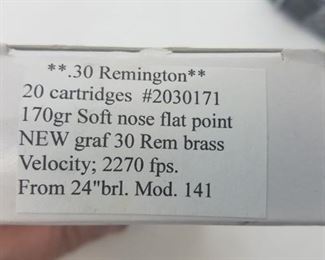 **.30 Remington**
20 cartridges #2030171
170gr Soft nose flat point
NEW graf 30 Rem brass
Velocity; 2270 fps.
From 24"brl. Mod. 141